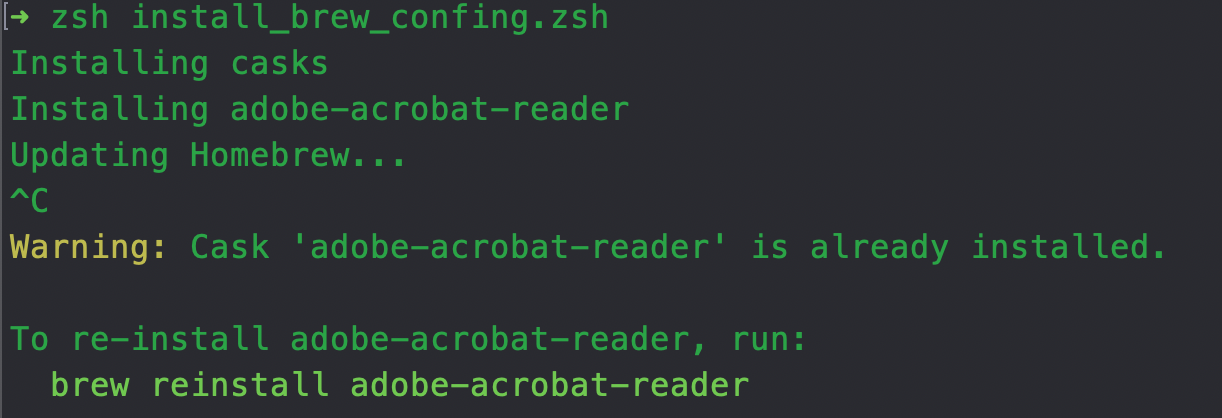 ➜ zsh install_brew_confing.zsh
Installing casks
Installing adobe-acrobat-reader
Updating Homebrew...
^C
Warning: Cask 'adobe-acrobat-reader' is already installed.
To re-install adobe-acrobat-reader, run:
brew reinstall adobe-acrobat-reader